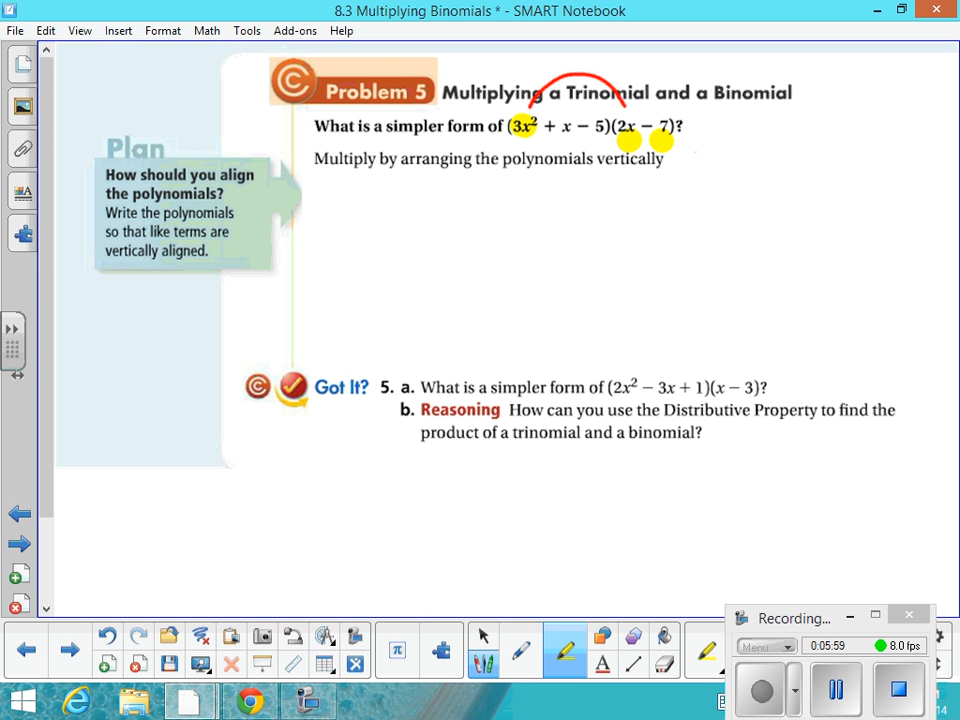 8.3 Multiplying Binomials * - SMART Notebook
File Edit View Insert Format Math Tools Add-ons Help
C Problem 5 Multiplying a Trinomial and a Binomial
What is a simpler form of (3x² + x − 5)(2x − 7)?
Multiply by arranging the polynomials vertically
Plan
How should you align
the polynomials?
Write the polynomials
so that like terms are
vertically aligned.
C Got It? 5. a. What is a simpler form of (2x² − 3x + 1)(x − 3)?
b. Reasoning How can you use the Distributive Property to find the
product of a trinomial and a binomial?
Recording...
Menu 0:05:59 8.0 fps
π
A
14